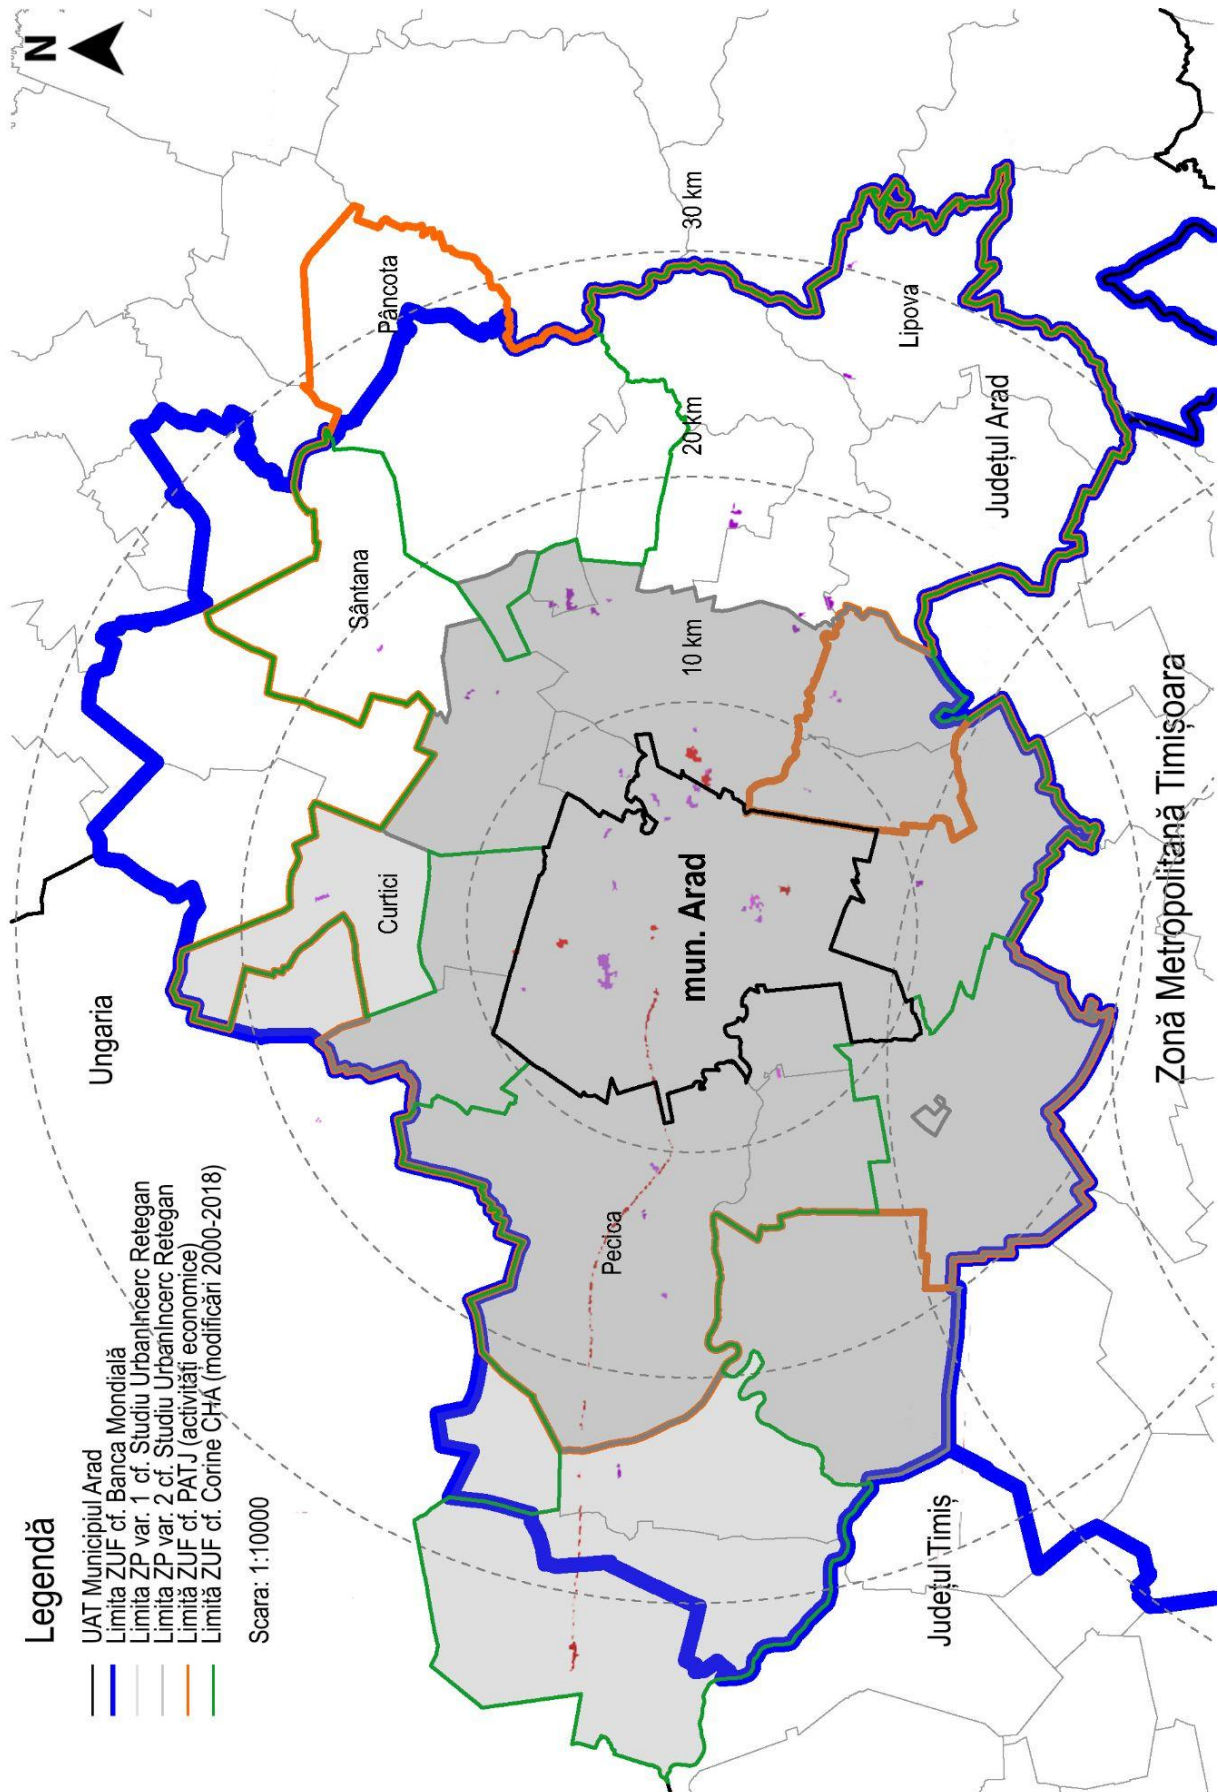 N
Legendă
UAT Municipiul Arad
Limita ZUF cf. Banca Mondială
Limita ZP var. 1 cf. Studiu UrbanIncerc Retegan
Limita ZP var. 2 cf. Studiu UrbanIncerc Retegan
Limită ZUF cf. PATJ (activități economice)
Limită ZUF cf. Corine CHA (modificări 2000-2018)
Scara: 1:10000
Ungaria
Curtici
Sântana
Pâncota
Pecica
mun. Arad
10 km
20 km
30 km
Lipova
Județul Arad
Județul Timiș
Zonă Metropolitană Timișoara